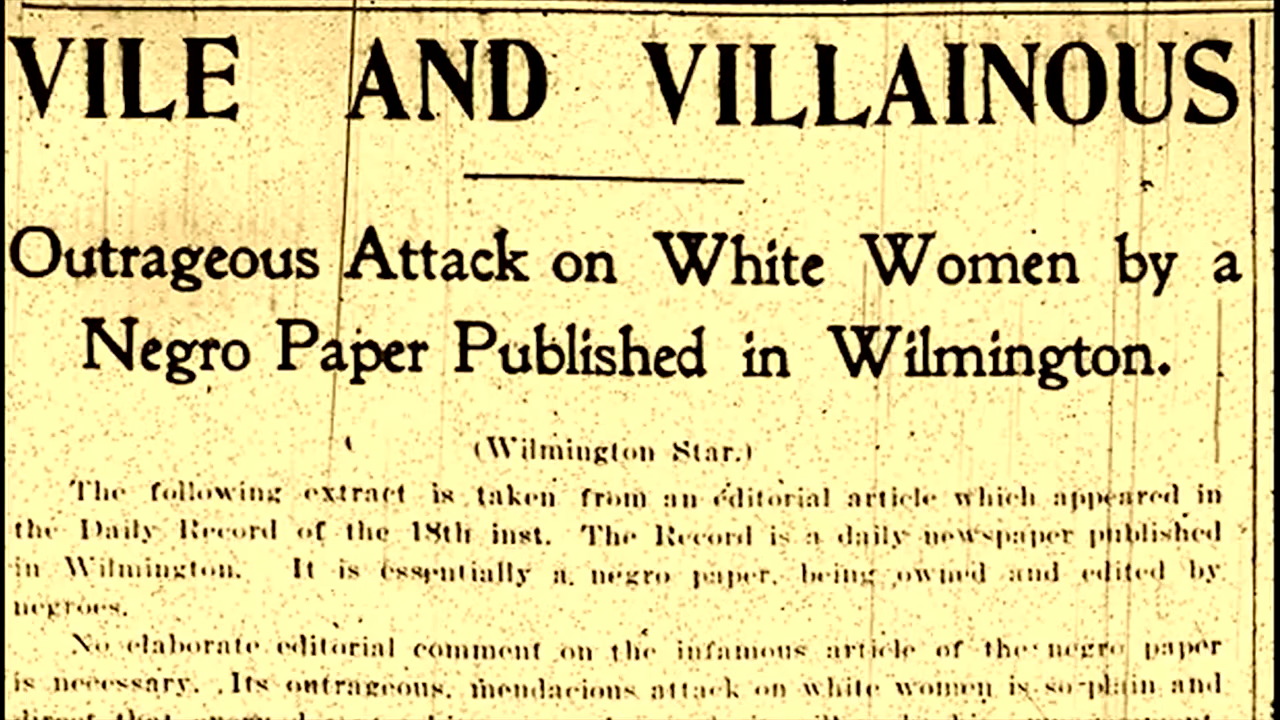 VILE AND VILLAINOUS
Outrageous Attack on White Women by a
Negro Paper Published in Wilmington.
(Wilmington Star.)
The following extract is taken from an editorial article which appeared in
the Daily Record of the 18th inst. The Record is a daily newspaper published
in Wilmington. It is essentially a negro paper, being owned and edited by
negroes.
No elaborate editorial comment on the infamous article of the negro paper
is necessary. Its outrageous, mendacious attack on white women is so plain and
direct that every